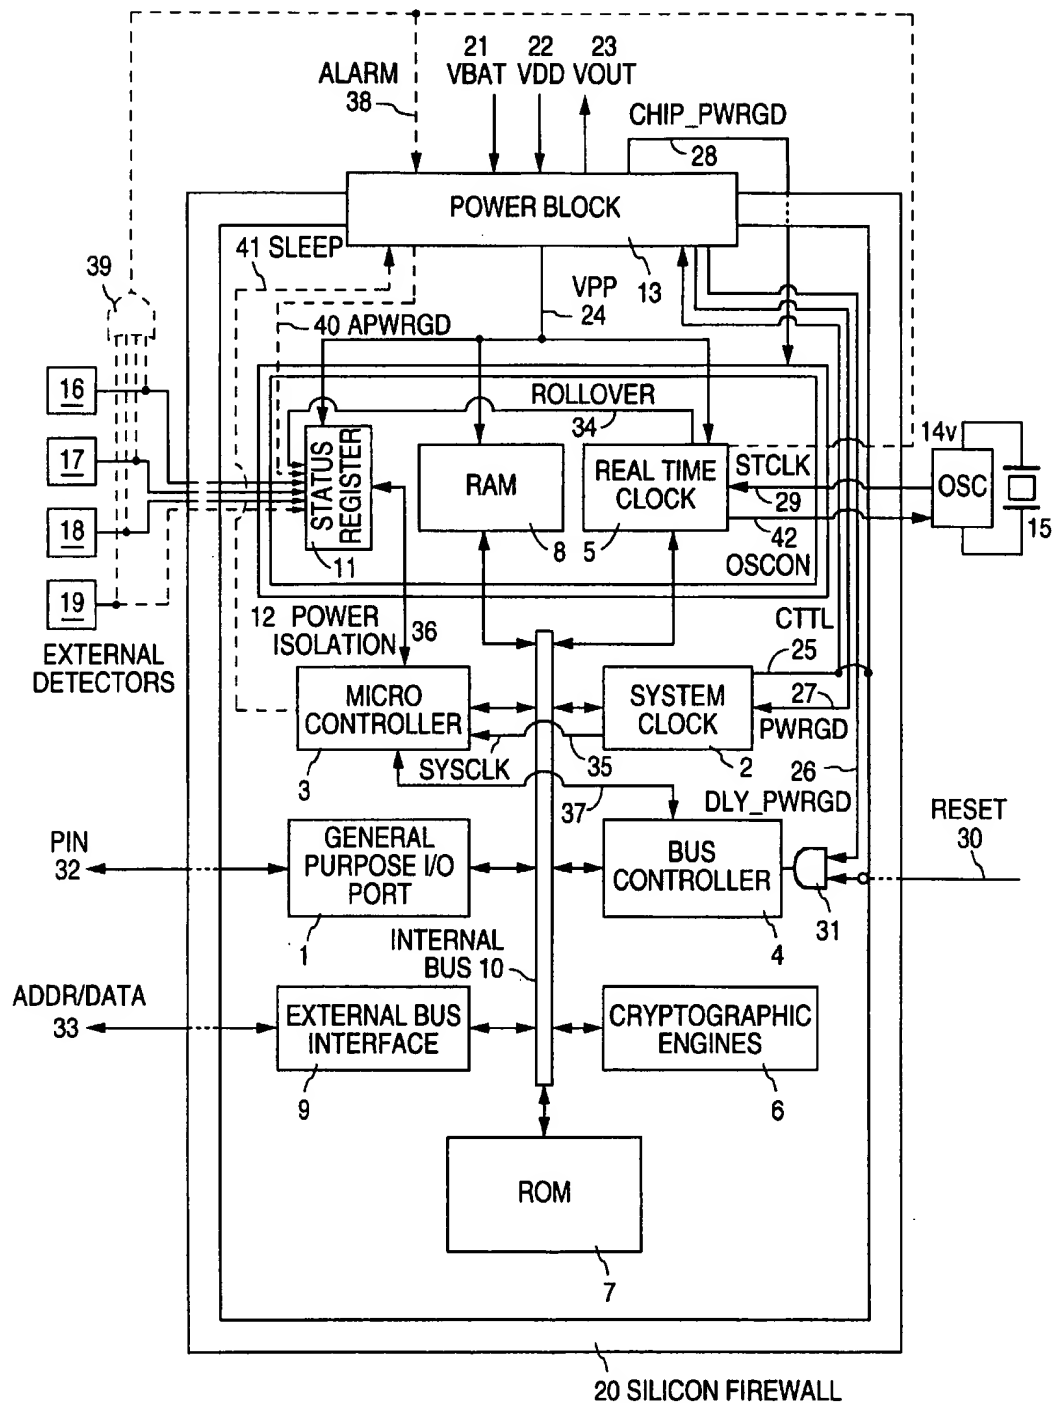 21 22 23
ALARM VBAT VDD VOUT
38
CHIP_PWRGD
28
POWER BLOCK
13
41 SLEEP
39
VPP
24
40 APWRGD
16
ROLLOVER
34
14v
17
STATUS
REGISTER
RAM
REAL TIME
CLOCK
STCLK
OSC
29
18
11
8
5
42
OSCON
15
19
12 POWER
ISOLATION
36
CTTL
25
EXTERNAL
DETECTORS
MICRO
CONTROLLER
SYSTEM
CLOCK
27
PWRGD
3
SYSCLK
35
2
26
37
DLY_PWRGD
RESET
30
PIN
32
GENERAL
PURPOSE I/O
PORT
BUS
CONTROLLER
31
1
4
INTERNAL
BUS 10
ADDR/DATA
33
EXTERNAL BUS
INTERFACE
CRYPTOGRAPHIC
ENGINES
9
6
ROM
7
20 SILICON FIREWALL